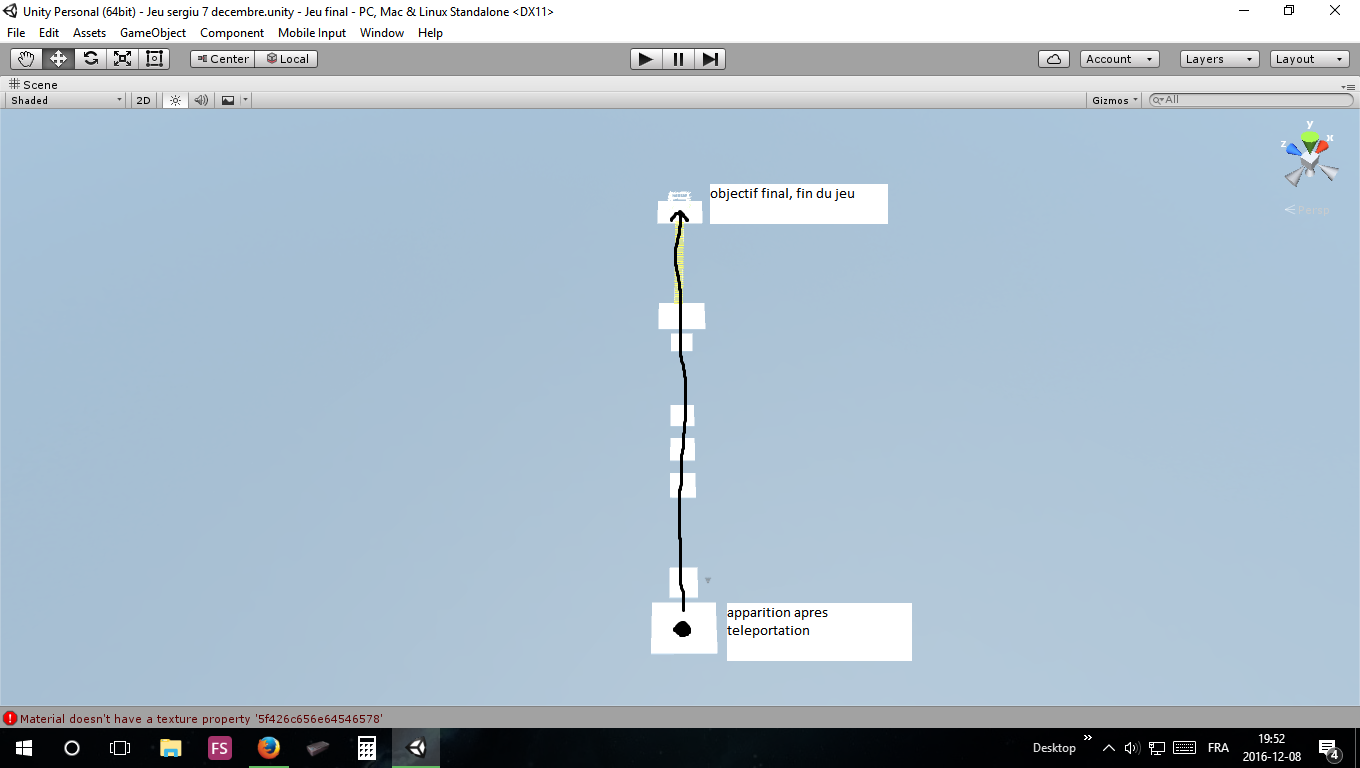 Unity Personal (64bit) - Jeu sergiu 7 decembre.unity - Jeu final - PC, Mac & Linux Standalone <DX11>
File Edit Assets GameObject Component Mobile Input Window Help
Center Local Account Layers Layout
Scene
Shaded 2D Gizmos All
y
z x
Persp
objectif final, fin du jeu
apparition apres
teleportation
Material doesn't have a texture property '5f426c656e64546578'
FS Desktop FRA 19:52
2016-12-08 4